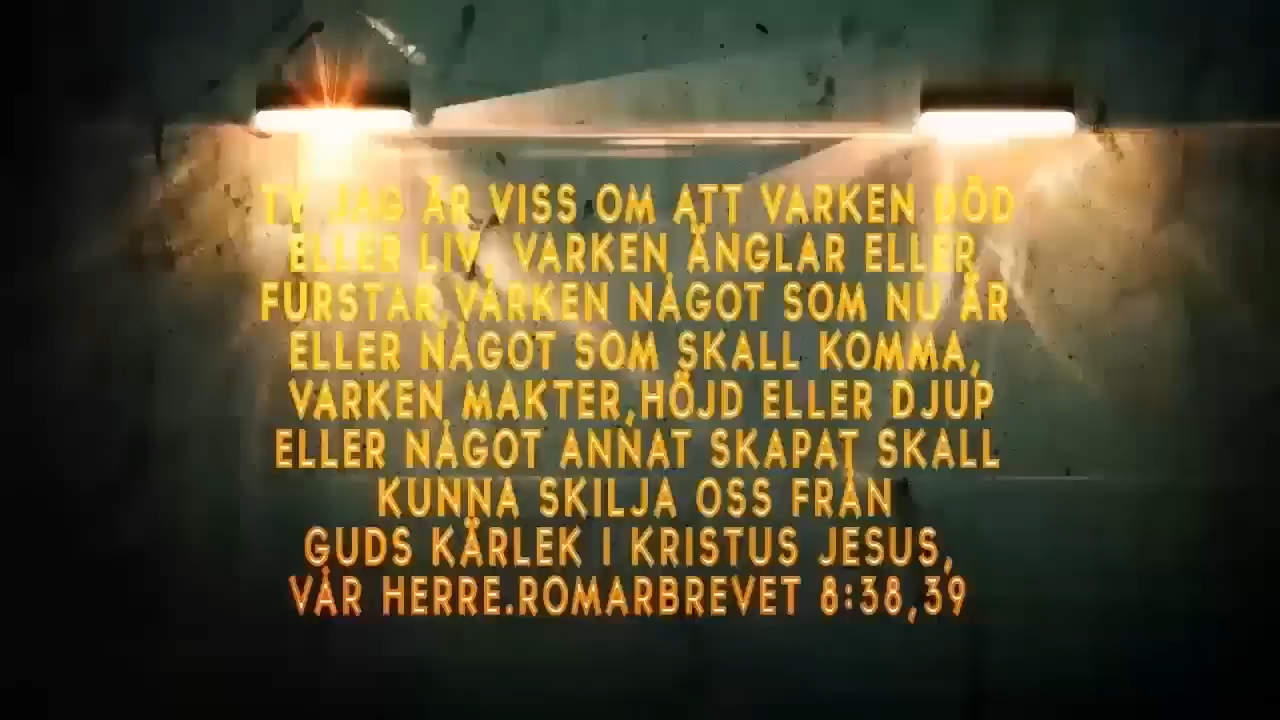 TY JAG ÄR VISS OM ATT VARKEN DÖD
ELLER LIV, VARKEN ÄNGLAR ELLER
FURSTAR,VARKEN NÅGOT SOM NU ÄR
ELLER NÅGOT SOM SKALL KOMMA,
VARKEN MAKTER,HÖJD ELLER DJUP
ELLER NÅGOT ANNAT SKAPAT SKALL
KUNNA SKILJA OSS FRÅN
GUDS KÄRLEK I KRISTUS JESUS,
VÅR HERRE.ROMARBREVET 8:38,39